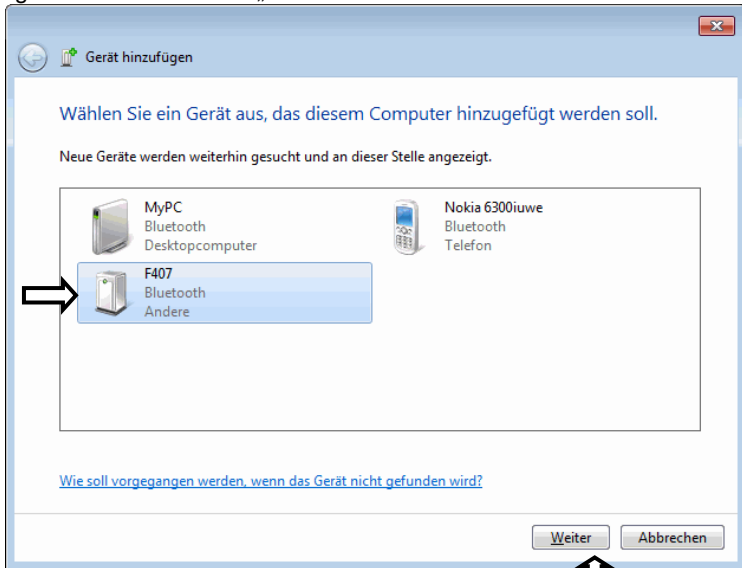 Gerät hinzufügen
Wählen Sie ein Gerät aus, das diesem Computer hinzugefügt werden soll.
Neue Geräte werden weiterhin gesucht und an dieser Stelle angezeigt.
MyPC
Bluetooth
Desktopcomputer
Nokia 6300iuwe
Bluetooth
Telefon
F407
Bluetooth
Andere
Wie soll vorgegangen werden, wenn das Gerät nicht gefunden wird?
Weiter Abbrechen